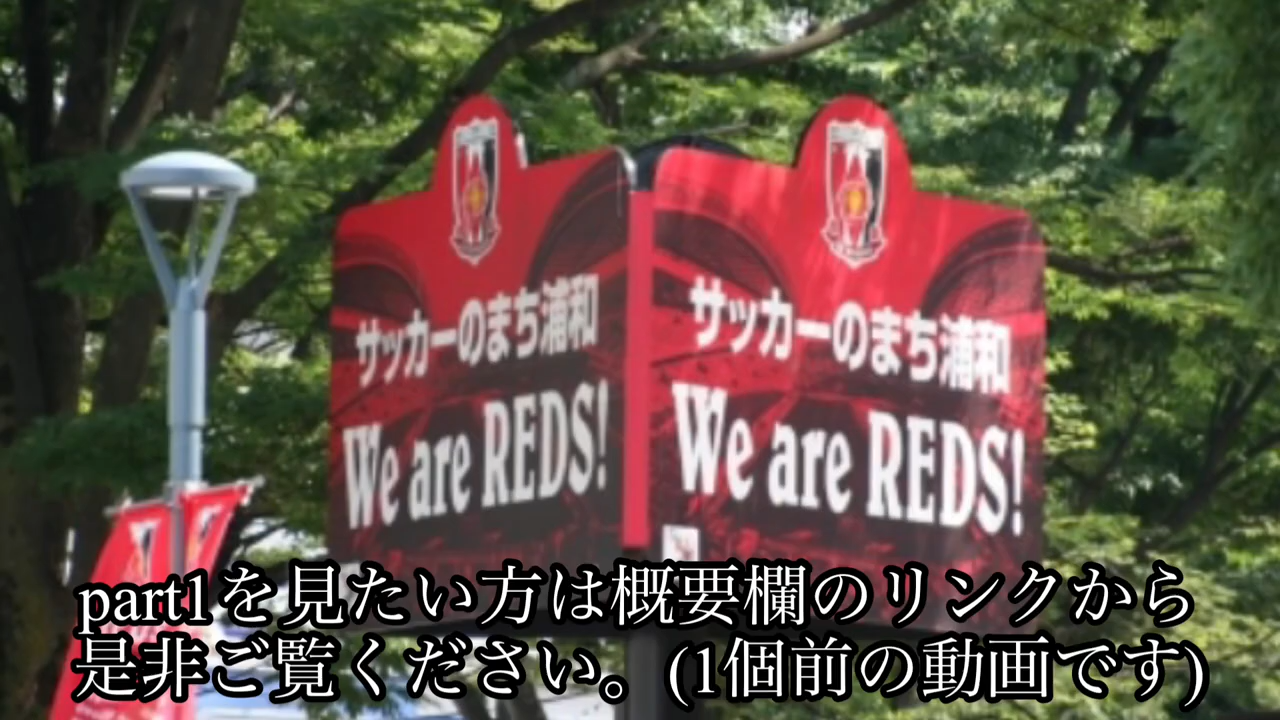 サッカーのまち浦和
We are REDS!
サッカーのまち浦和
We are REDS!
part1を見たい方は概要欄のリンクから
是非ご覧ください。(1個前の動画です)